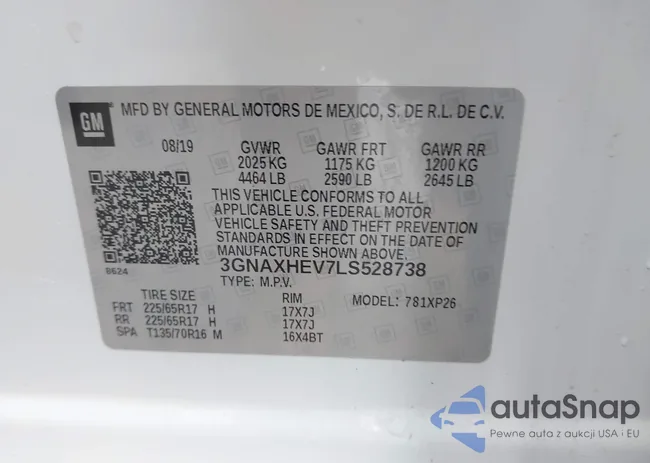 GM
MFD BY GENERAL MOTORS DE MEXICO, S. DE R.L. DE C.V.
08/19 GVWR GAWR FRT GAWR RR
2025 KG 1175 KG 1200 KG
4464 LB 2590 LB 2645 LB
THIS VEHICLE CONFORMS TO ALL
APPLICABLE U.S. FEDERAL MOTOR
VEHICLE SAFETY AND THEFT PREVENTION
STANDARDS IN EFFECT ON THE DATE OF
MANUFACTURE SHOWN ABOVE.
8624
3GNAXHEV7LS528738
TYPE: M.P.V.
TIRE SIZE RIM MODEL: 781XP26
FRT 225/65R17 H 17X7J
RR 225/65R17 H 17X7J
SPA T135/70R16 M 16X4BT
autaSnap
Pewne auta z aukcji USA i EU